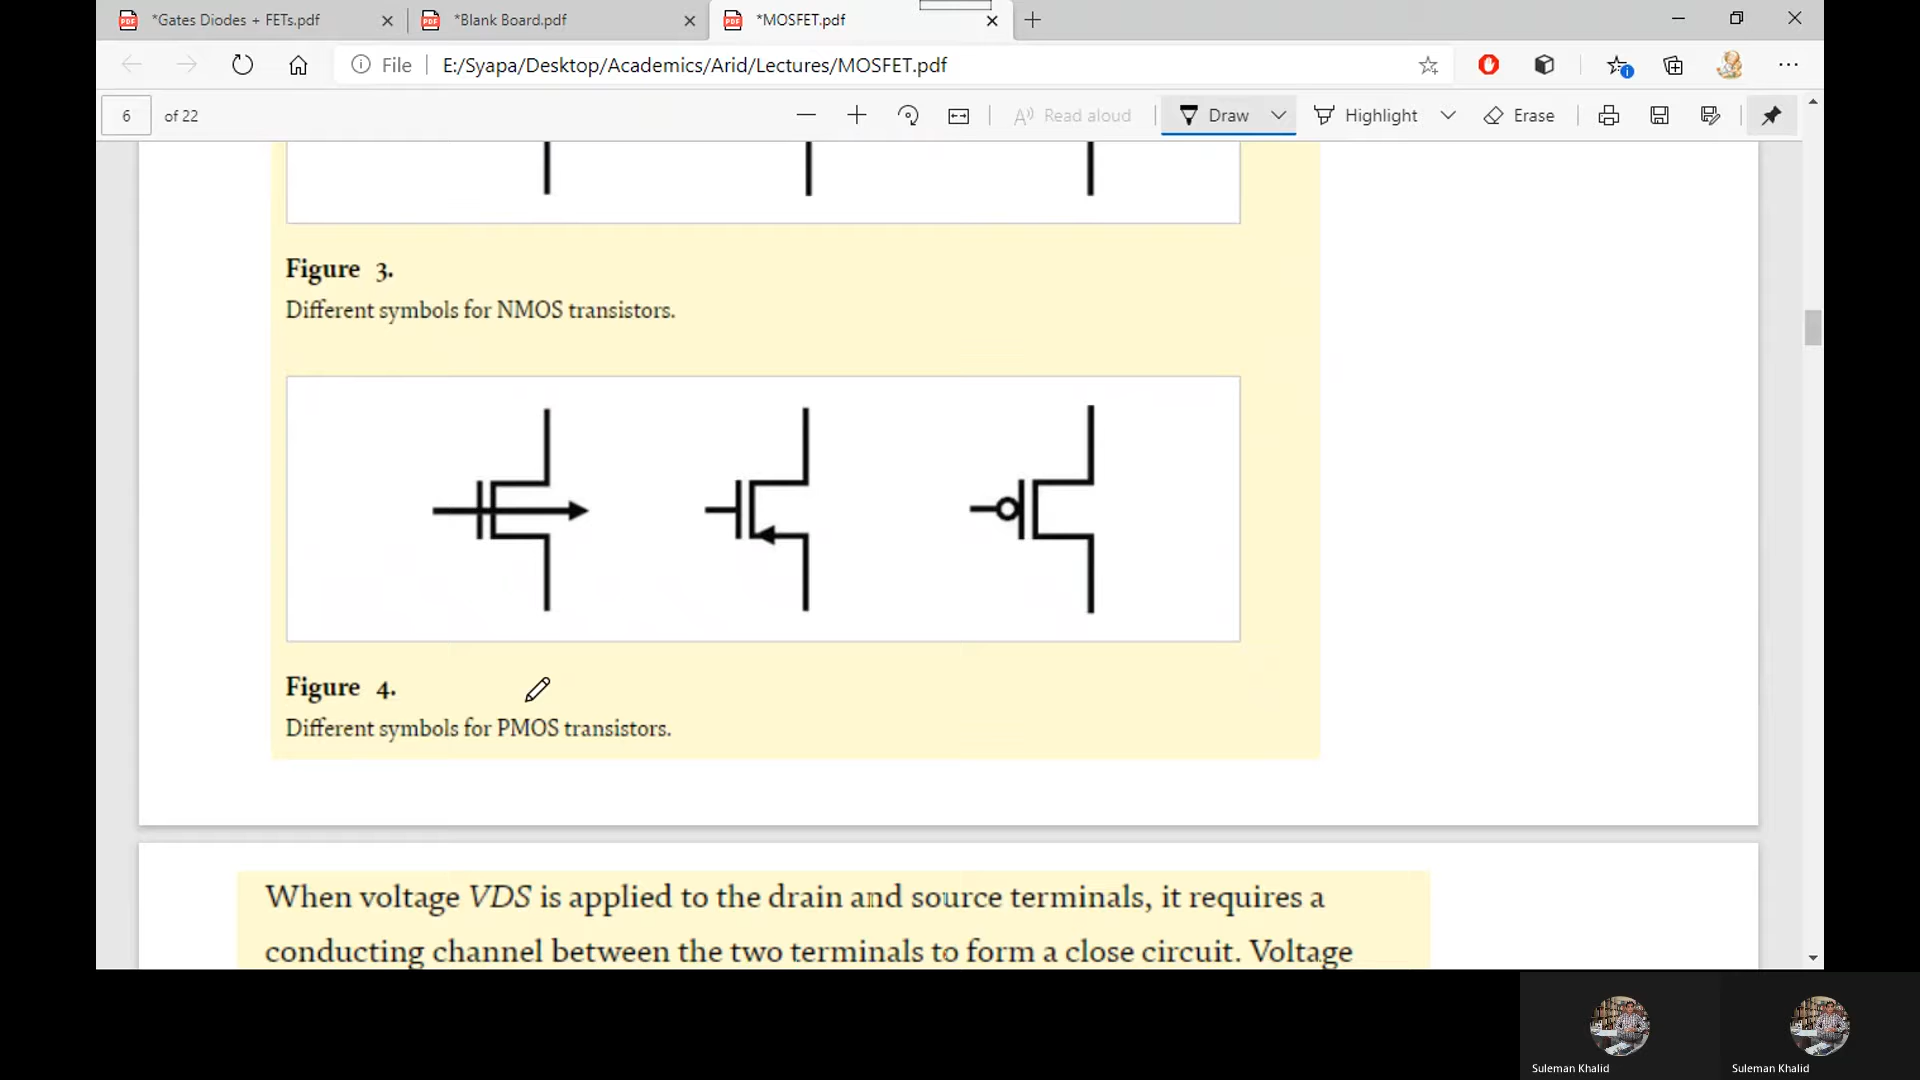 *Gates Diodes + FETs.pdf
*Blank Board.pdf
*MOSFET.pdf
File
E:/Syapa/Desktop/Academics/Arid/Lectures/MOSFET.pdf
6 of 22
Read aloud
Draw
Highlight
Erase
Figure 3.
Different symbols for NMOS transistors.
Figure 4.
Different symbols for PMOS transistors.
When voltage VDS is applied to the drain and source terminals, it requires a
conducting channel between the two terminals to form a close circuit. Voltage
Suleman Khalid
Suleman Khalid